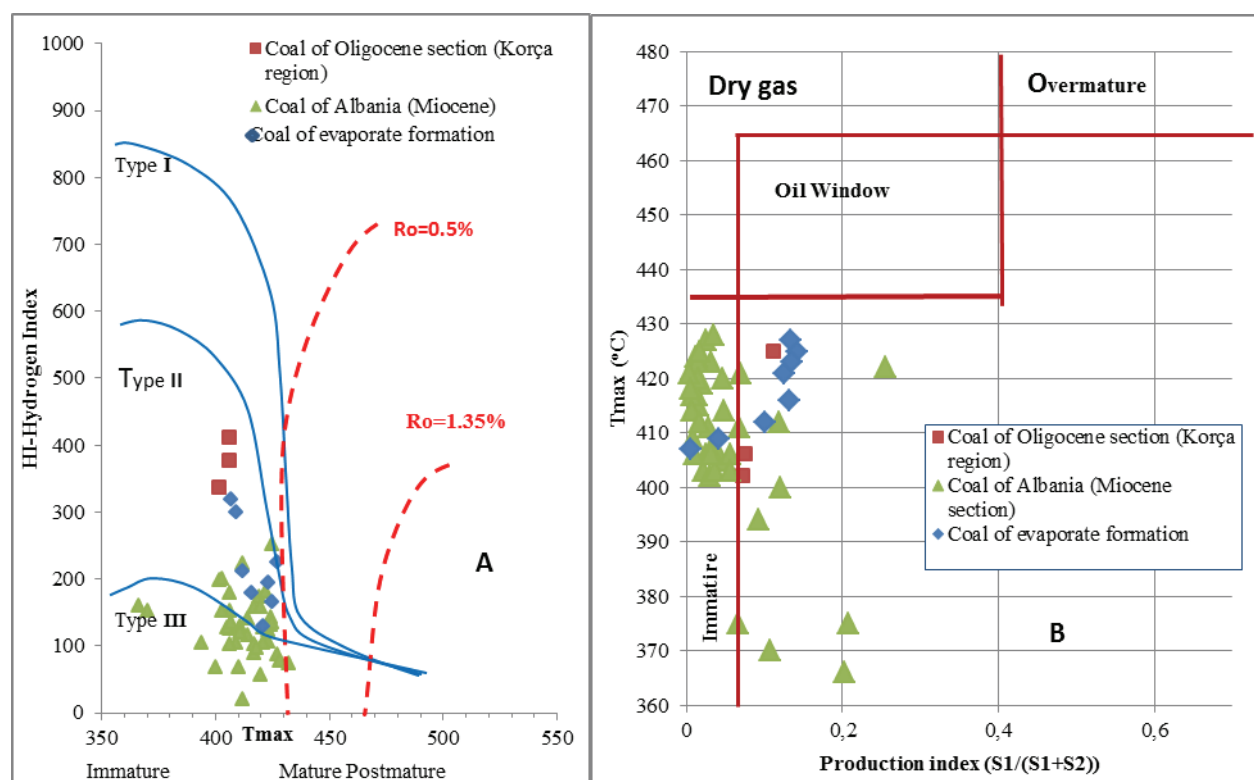 1000
900
800
700
600
500
400
300
200
100
0
HI-Hydrogen Index
Coal of Oligocene section (Korça
region)
Coal of Albania (Miocene)
Coal of evaporate formation
Type I
Type II
Type III
Ro=0.5%
Ro=1.35%
A
350
400
450
500
550
Tmax
Immature
Mature
Postmature
480
470
460
450
440
430
420
410
400
390
380
370
360
Tmax (°C)
Dry gas
Overmature
Oil Window
Immatire
Coal of Oligocene section (Korça
region)
Coal of Albania (Miocene
section)
Coal of evaporate formation
B
0
0,2
0,4
0,6
Production index (S1/(S1+S2))